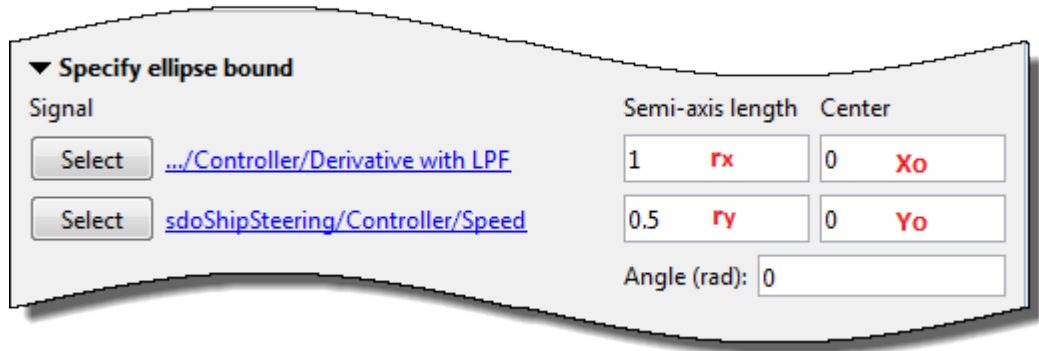 ▼ Specify ellipse bound
Signal Semi-axis length Center
Select .../Controller/Derivative with LPF 1 rx 0 Xo
Select sdoShipSteering/Controller/Speed 0.5 ry 0 Yo
Angle (rad): 0